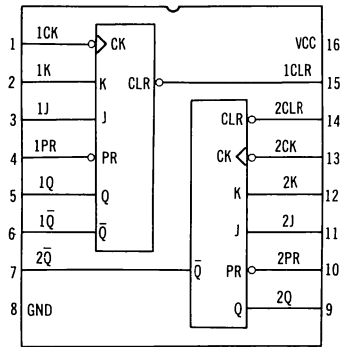 1 1CK CK VCC 16
2 1K K CLR 1CLR 15
3 1J J CLR 2CLR 14
4 1PR PR CK 2CK 13
5 1Q Q K 2K 12
6 1Q̅ Q̅ J 2J 11
7 2Q̅ Q̅ PR 2PR 10
8 GND Q 2Q 9